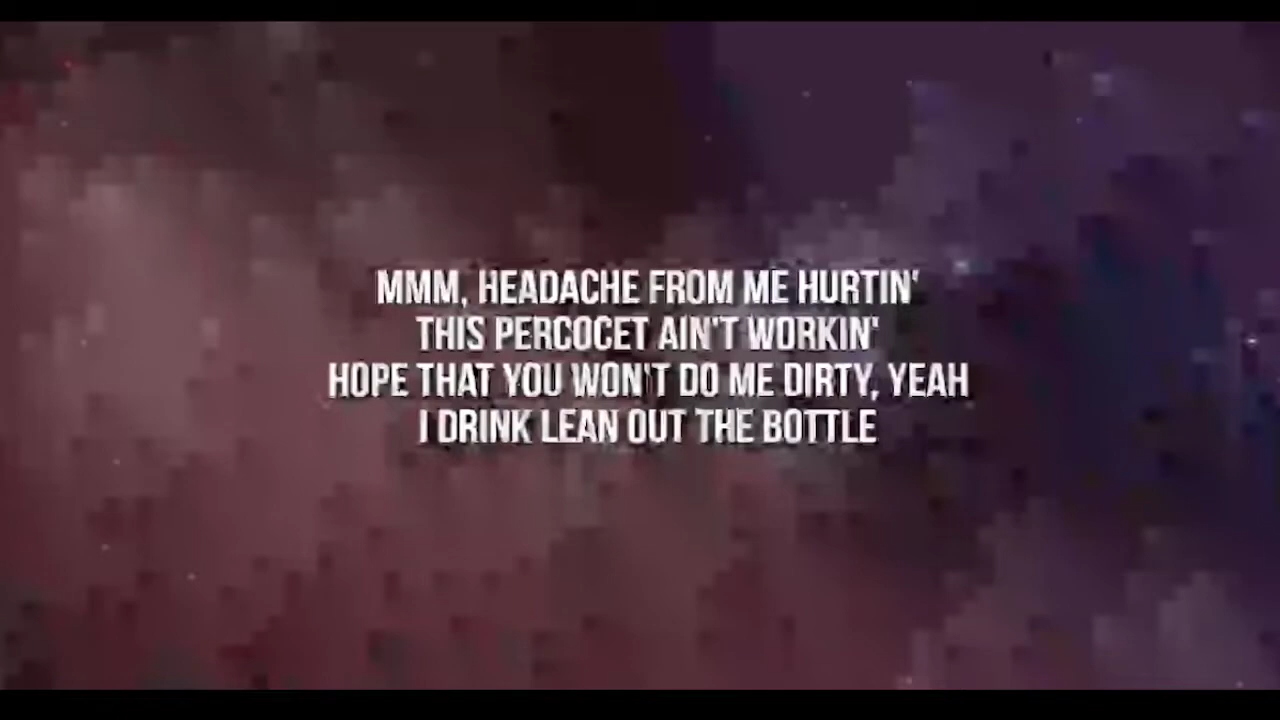 MMM, HEADACHE FROM ME HURTIN'
THIS PERCOCET AIN'T WORKIN'
HOPE THAT YOU WON'T DO ME DIRTY, YEAH
I DRINK LEAN OUT THE BOTTLE